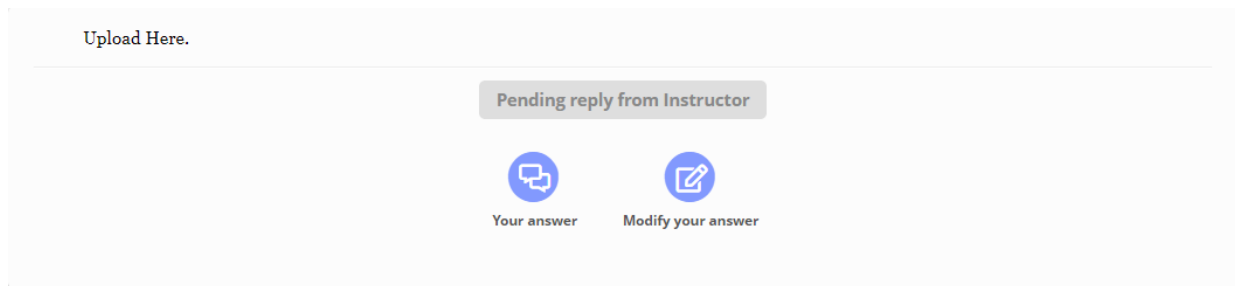 Upload Here.
Pending reply from Instructor
Your answer
Modify your answer